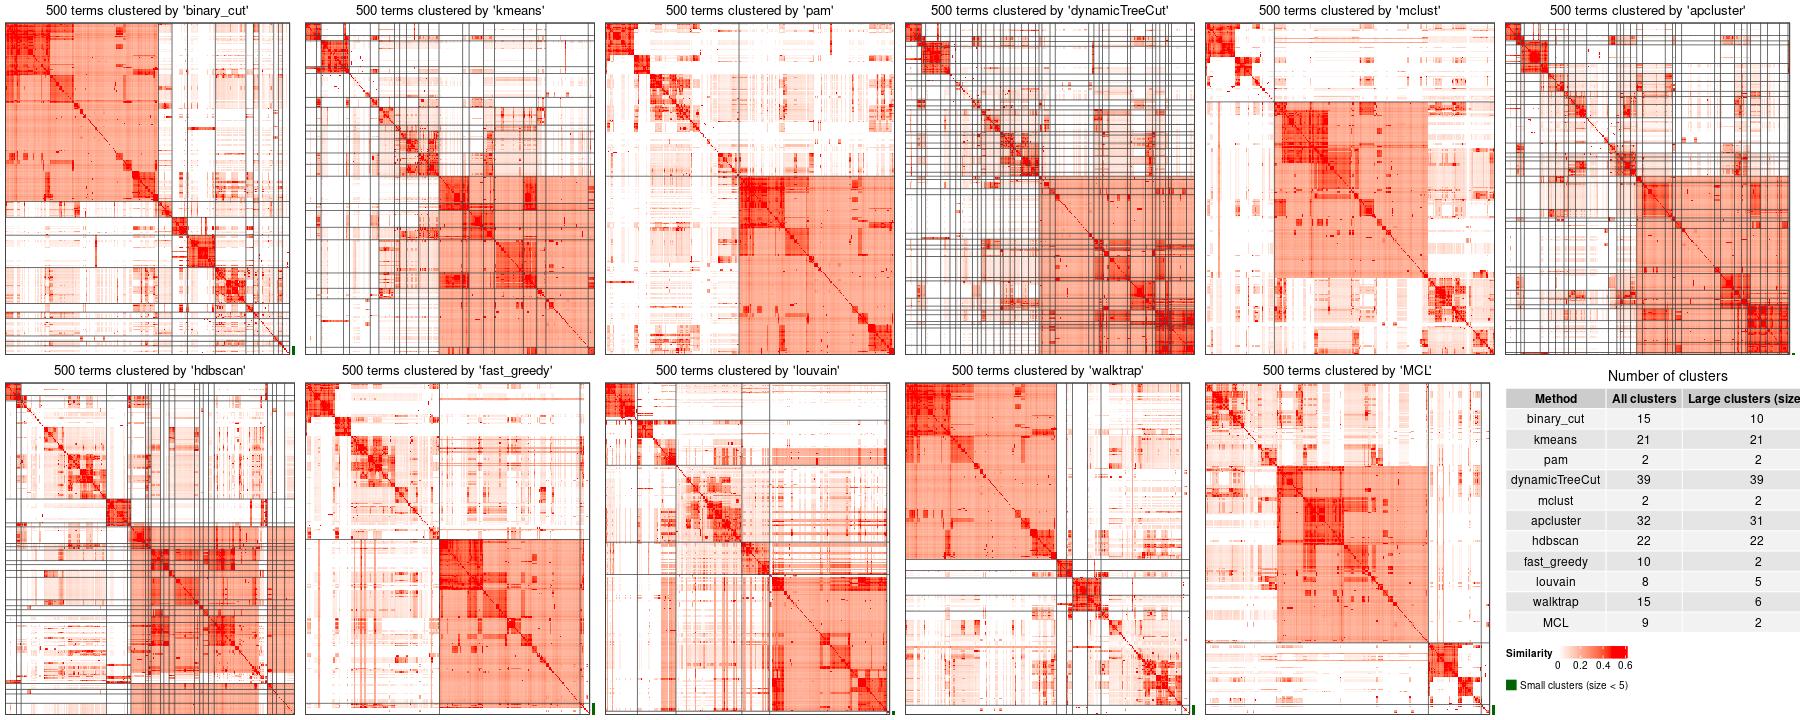 500 terms clustered by 'binary_cut'
500 terms clustered by 'kmeans'
500 terms clustered by 'pam'
500 terms clustered by 'dynamicTreeCut'
500 terms clustered by 'mclust'
500 terms clustered by 'apcluster'
500 terms clustered by 'hdbscan'
500 terms clustered by 'fast_greedy'
500 terms clustered by 'louvain'
500 terms clustered by 'walktrap'
500 terms clustered by 'MCL'
Number of clusters
Method All clusters Large clusters (size
binary_cut 15 10
kmeans 21 21
pam 2 2
dynamicTreeCut 39 39
mclust 2 2
apcluster 32 31
hdbscan 22 22
fast_greedy 10 2
louvain 8 5
walktrap 15 6
MCL 9 2
Similarity
0 0.2 0.4 0.6
Small clusters (size < 5)